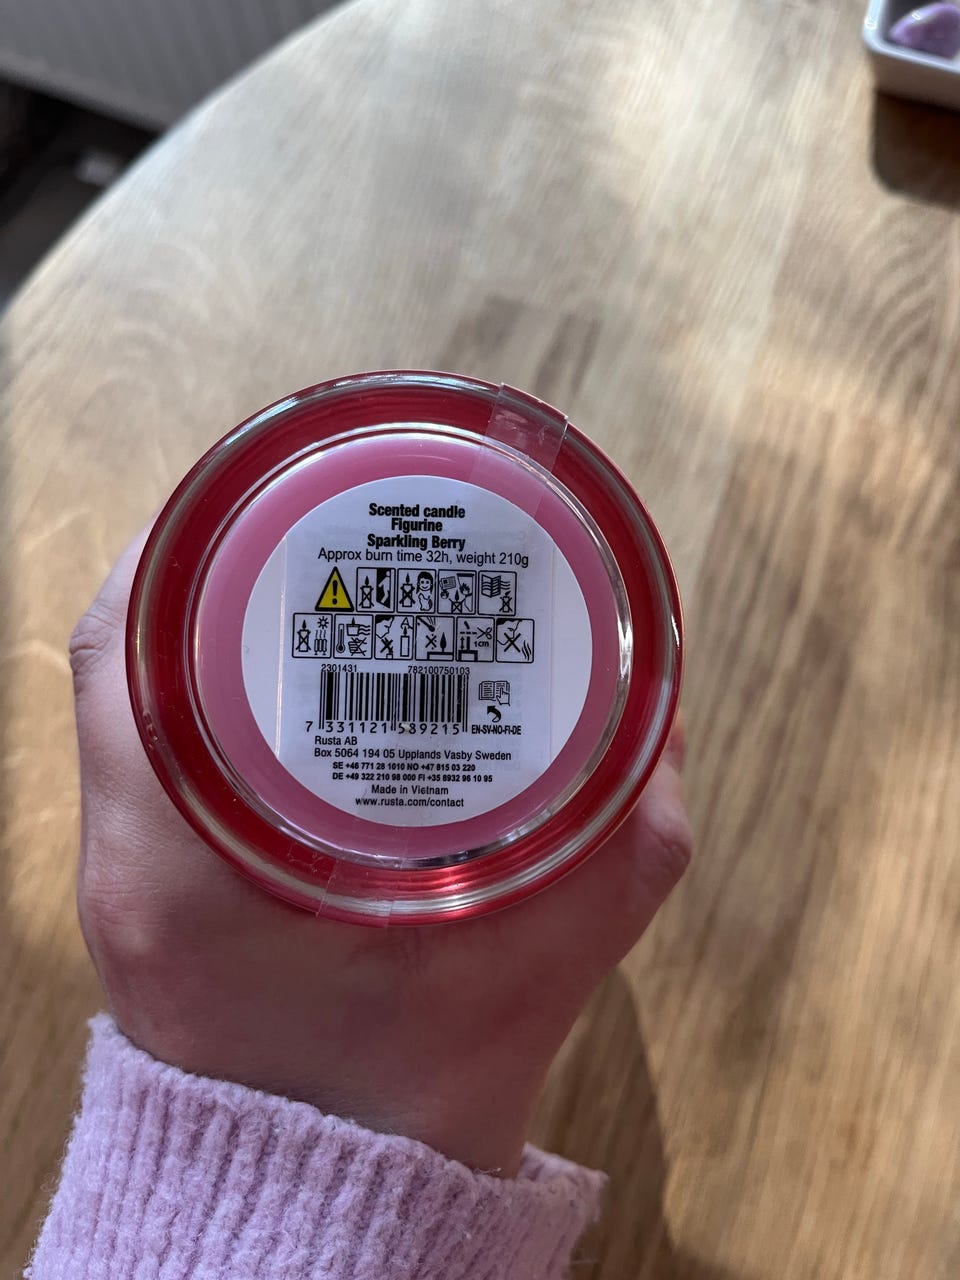 Scented candle
Figurine
Sparkling Berry
Approx burn time 32h, weight 210g
1cm
2301431 782100750103
7 331121 589215
EN-SV-NO-FI-DE
Rusta AB
Box 5064 194 05 Upplands Vasby Sweden
SE +46 771 28 1010 NO +47 815 03 220
DE +49 322 210 98 000 FI +35 8932 96 10 95
Made in Vietnam
www.rusta.com/contact